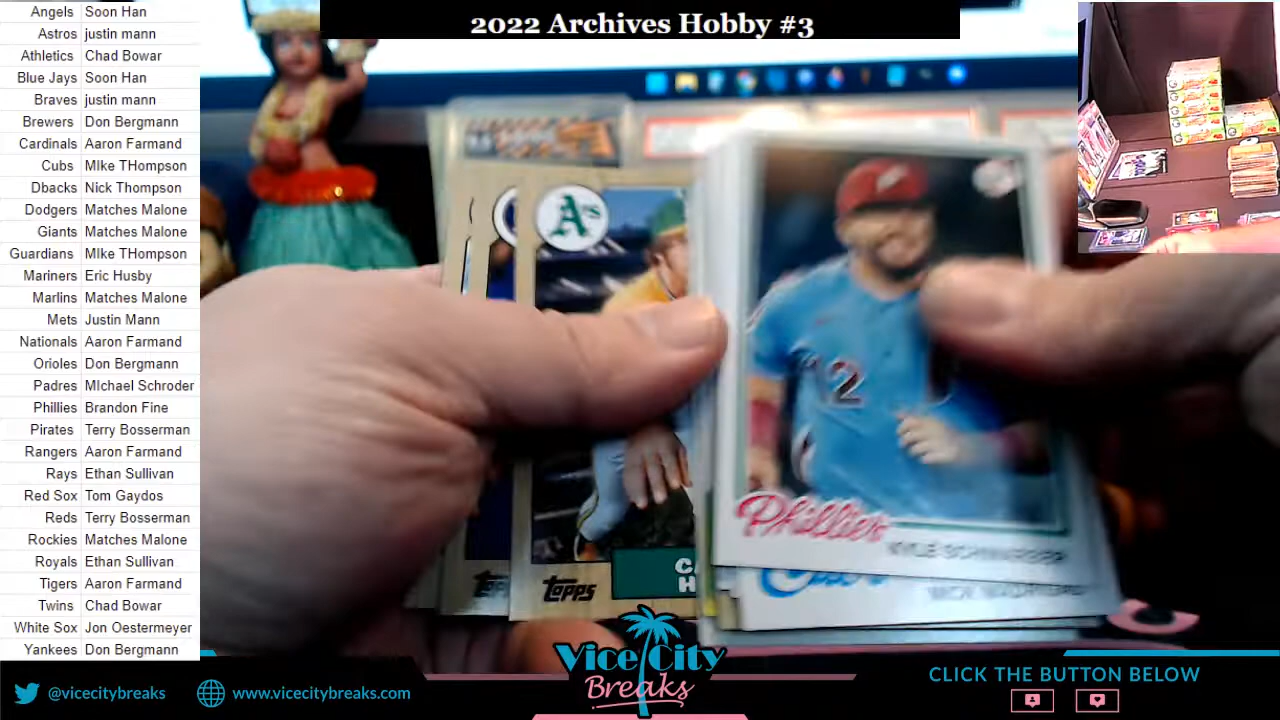 2022 Archives Hobby #3
Angels Soon Han
Astros justin mann
Athletics Chad Bowar
Blue Jays Soon Han
Braves justin mann
Brewers Don Bergmann
Cardinals Aaron Farmand
Cubs MIke THompson
Dbacks Nick Thompson
Dodgers Matches Malone
Giants Matches Malone
Guardians MIke THompson
Mariners Eric Husby
Marlins Matches Malone
Mets Justin Mann
Nationals Aaron Farmand
Orioles Don Bergmann
Padres MIchael Schroder
Phillies Brandon Fine
Pirates Terry Bosserman
Rangers Aaron Farmand
Rays Ethan Sullivan
Red Sox Tom Gaydos
Reds Terry Bosserman
Rockies Matches Malone
Royals Ethan Sullivan
Tigers Aaron Farmand
Twins Chad Bowar
White Sox Jon Oestermeyer
Yankees Don Bergmann
A's
12
Phillies
KYLE SCHWARBER
Topps
@vicecitybreaks
www.vicecitybreaks.com
Vice City
Breaks
CLICK THE BUTTON BELOW